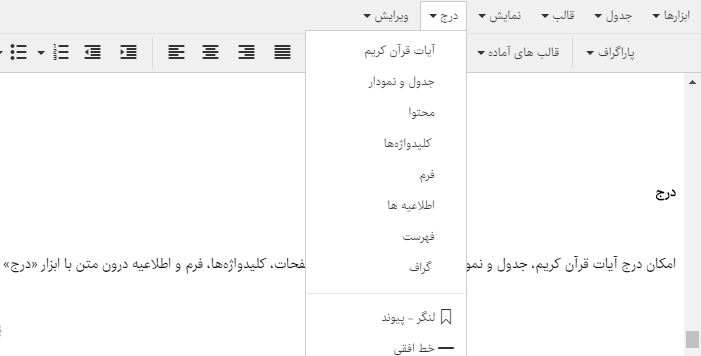 ابزارها جدول قالب نمایش درج ویرایش
پاراگراف قالب های آماده
آیات قرآن کریم
جدول و نمودار
محتوا
کلیدواژه‌ها
فرم
اطلاعیه ها
فهرست
گراف
لنگر - پیوند
خط افقی
درج
امکان درج آیات قرآن کریم، جدول و نمو فحات، کلیدواژه‌ها، فرم و اطلاعیه درون متن با ابزار «درج»